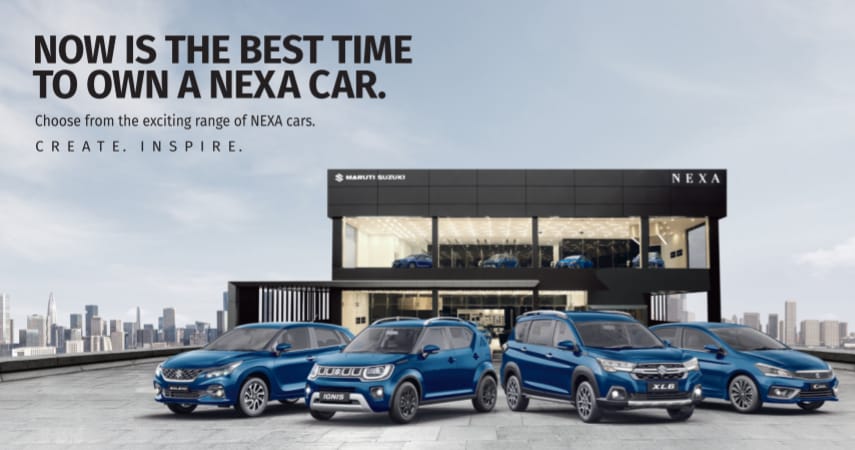 NOW IS THE BEST TIME
TO OWN A NEXA CAR.
Choose from the exciting range of NEXA cars.
CREATE. INSPIRE.
MARUTI SUZUKI
NEXA
BALENO
IGNIS
XL6